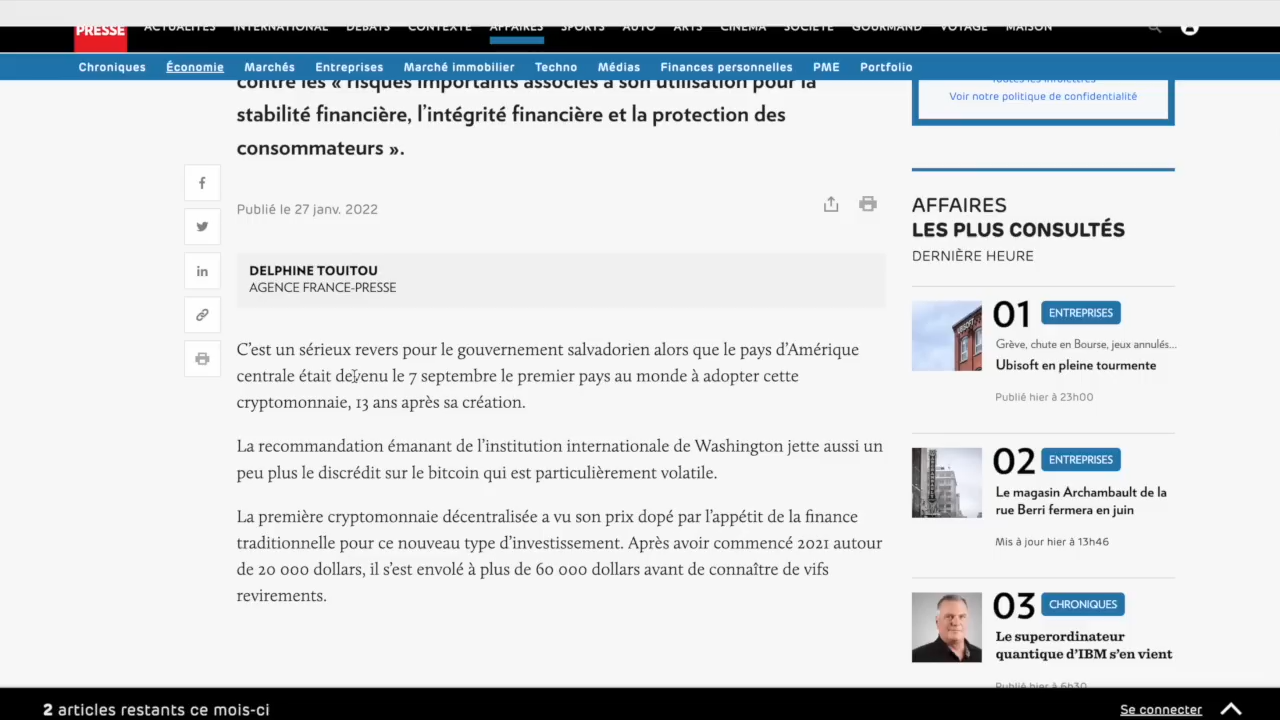 PRESSE
ACTUALITÉS INTERNATIONAL DÉBATS CONTEXTE AFFAIRES SPORTS AUTO ARTS CINÉMA SOCIÉTÉ GOURMAND VOYAGE MAISON
Chroniques Économie Marchés Entreprises Marché immobilier Techno Médias Finances personnelles PME Portfolio
contre les « risques importants associés à son utilisation pour la
stabilité financière, l'intégrité financière et la protection des
consommateurs ».
Publié le 27 janv. 2022
DELPHINE TOUITOU
AGENCE FRANCE-PRESSE
C'est un sérieux revers pour le gouvernement salvadorien alors que le pays d'Amérique
centrale était devenu le 7 septembre le premier pays au monde à adopter cette
cryptomonnaie, 13 ans après sa création.
La recommandation émanant de l'institution internationale de Washington jette aussi un
peu plus le discrédit sur le bitcoin qui est particulièrement volatile.
La première cryptomonnaie décentralisée a vu son prix dopé par l'appétit de la finance
traditionnelle pour ce nouveau type d'investissement. Après avoir commencé 2021 autour
de 20 000 dollars, il s'est envolé à plus de 60 000 dollars avant de connaître de vifs
revirements.
Toutes les infolettres
Voir notre politique de confidentialité
AFFAIRES
LES PLUS CONSULTÉS
DERNIÈRE HEURE
UBISOFT
01 ENTREPRISES
Grève, chute en Bourse, jeux annulés...
Ubisoft en pleine tourmente
Publié hier à 23h00
02 ENTREPRISES
Le magasin Archambault de la
rue Berri fermera en juin
Mis à jour hier à 13h46
03 CHRONIQUES
Le superordinateur
quantique d'IBM s'en vient
Publié hier à 6h30
2 articles restants ce mois-ci
Se connecter